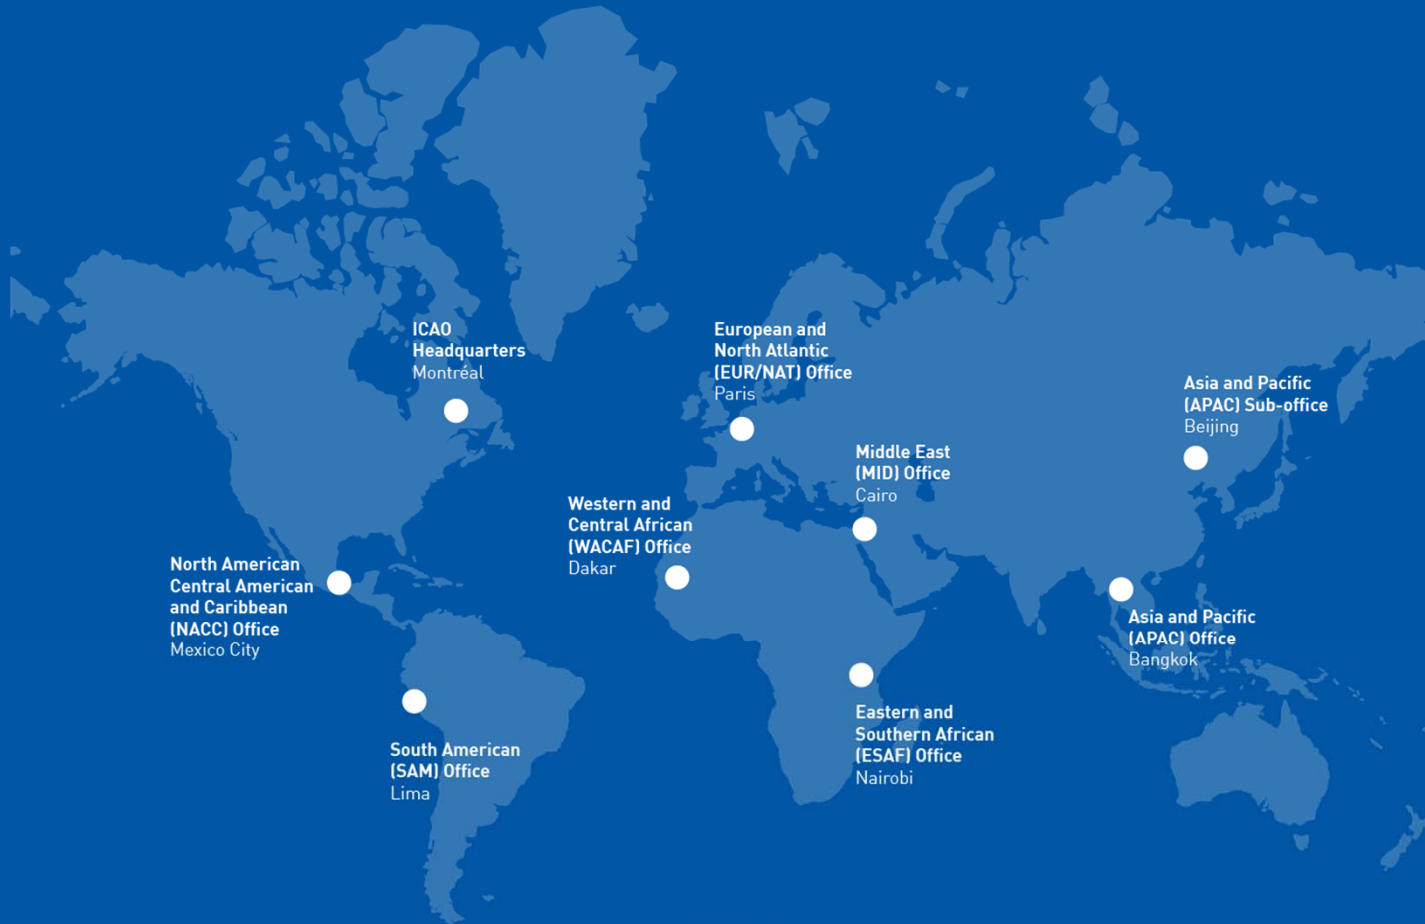 ICAO
Headquarters
Montréal
European and
North Atlantic
(EUR/NAT) Office
Paris
Asia and Pacific
(APAC) Sub-office
Beijing
Middle East
(MID) Office
Cairo
Western and
Central African
(WACAF) Office
Dakar
North American
Central American
and Caribbean
(NACC) Office
Mexico City
Asia and Pacific
(APAC) Office
Bangkok
Eastern and
Southern African
(ESAF) Office
Nairobi
South American
(SAM) Office
Lima